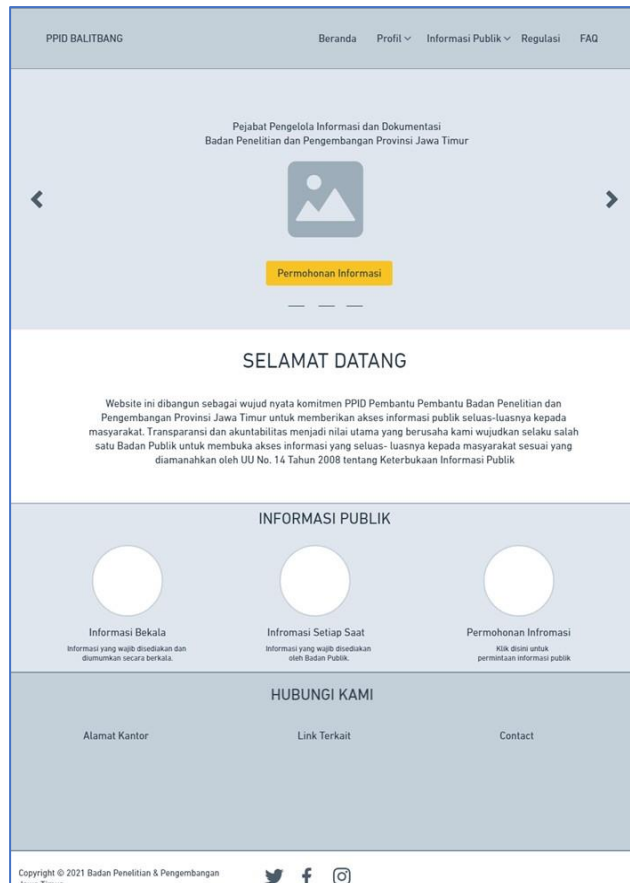 PPID BALITBANG
Beranda Profil Informasi Publik Regulasi FAQ
Pejabat Pengelola Informasi dan Dokumentasi
Badan Penelitian dan Pengembangan Provinsi Jawa Timur
Permohonan Informasi
SELAMAT DATANG
Website ini dibangun sebagai wujud nyata komitmen PPID Pembantu Pembantu Badan Penelitian dan
Pengembangan Provinsi Jawa Timur untuk memberikan akses informasi publik seluas-luasnya kepada
masyarakat. Transparansi dan akuntabilitas menjadi nilai utama yang berusaha kami wujudkan selaku salah
satu Badan Publik untuk membuka akses informasi yang seluas- luasnya kepada masyarakat sesuai yang
diamanahkan oleh UU No. 14 Tahun 2008 tentang Keterbukaan Informasi Publik
INFORMASI PUBLIK
Informasi Bekala
Informasi yang wajib disediakan dan
diumumkan secara berkala.
Infromasi Setiap Saat
Informasi yang wajib disediakan
oleh Badan Publik.
Permohonan Infromasi
Klik disini untuk
permintaan informasi publik
HUBUNGI KAMI
Alamat Kantor
Link Terkait
Contact
Copyright © 2021 Badan Penelitian & Pengembangan
Jawa Timur